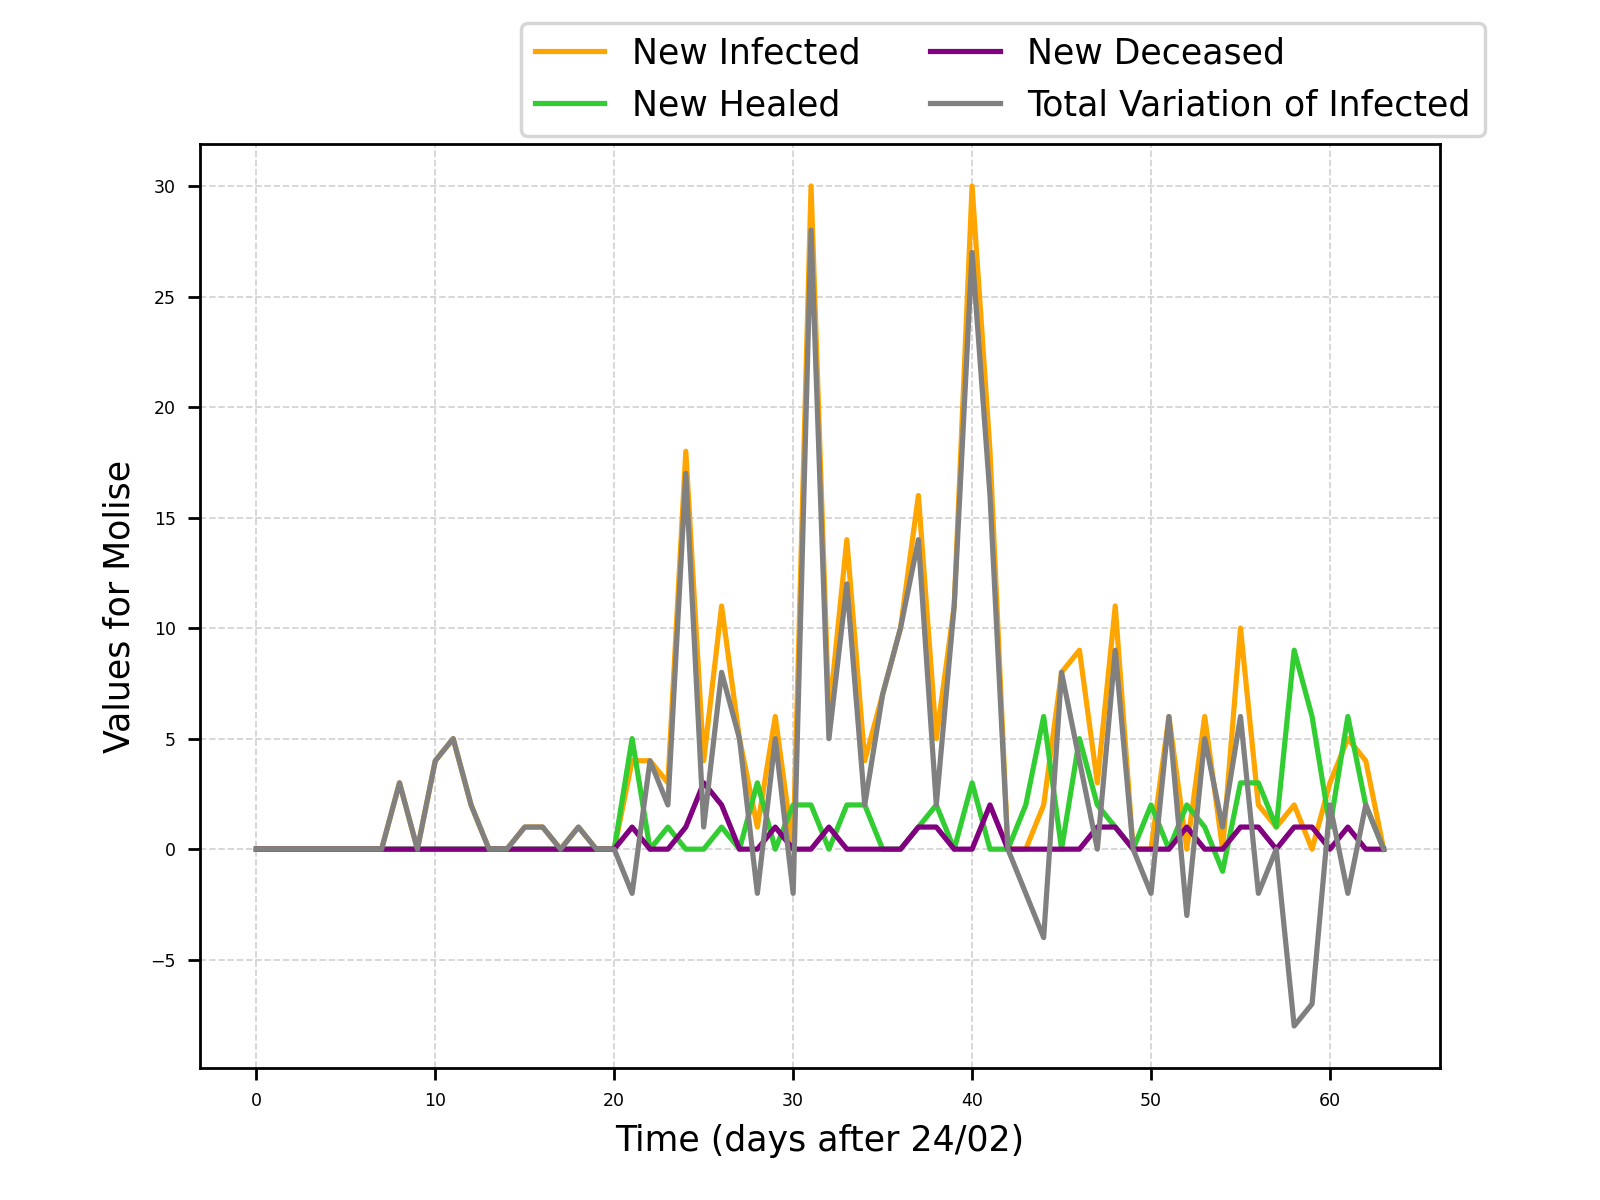 New Infected
New Healed
New Deceased
Total Variation of Infected
Values for Molise
30
25
20
15
10
5
0
−5
0 10 20 30 40 50 60
Time (days after 24/02)